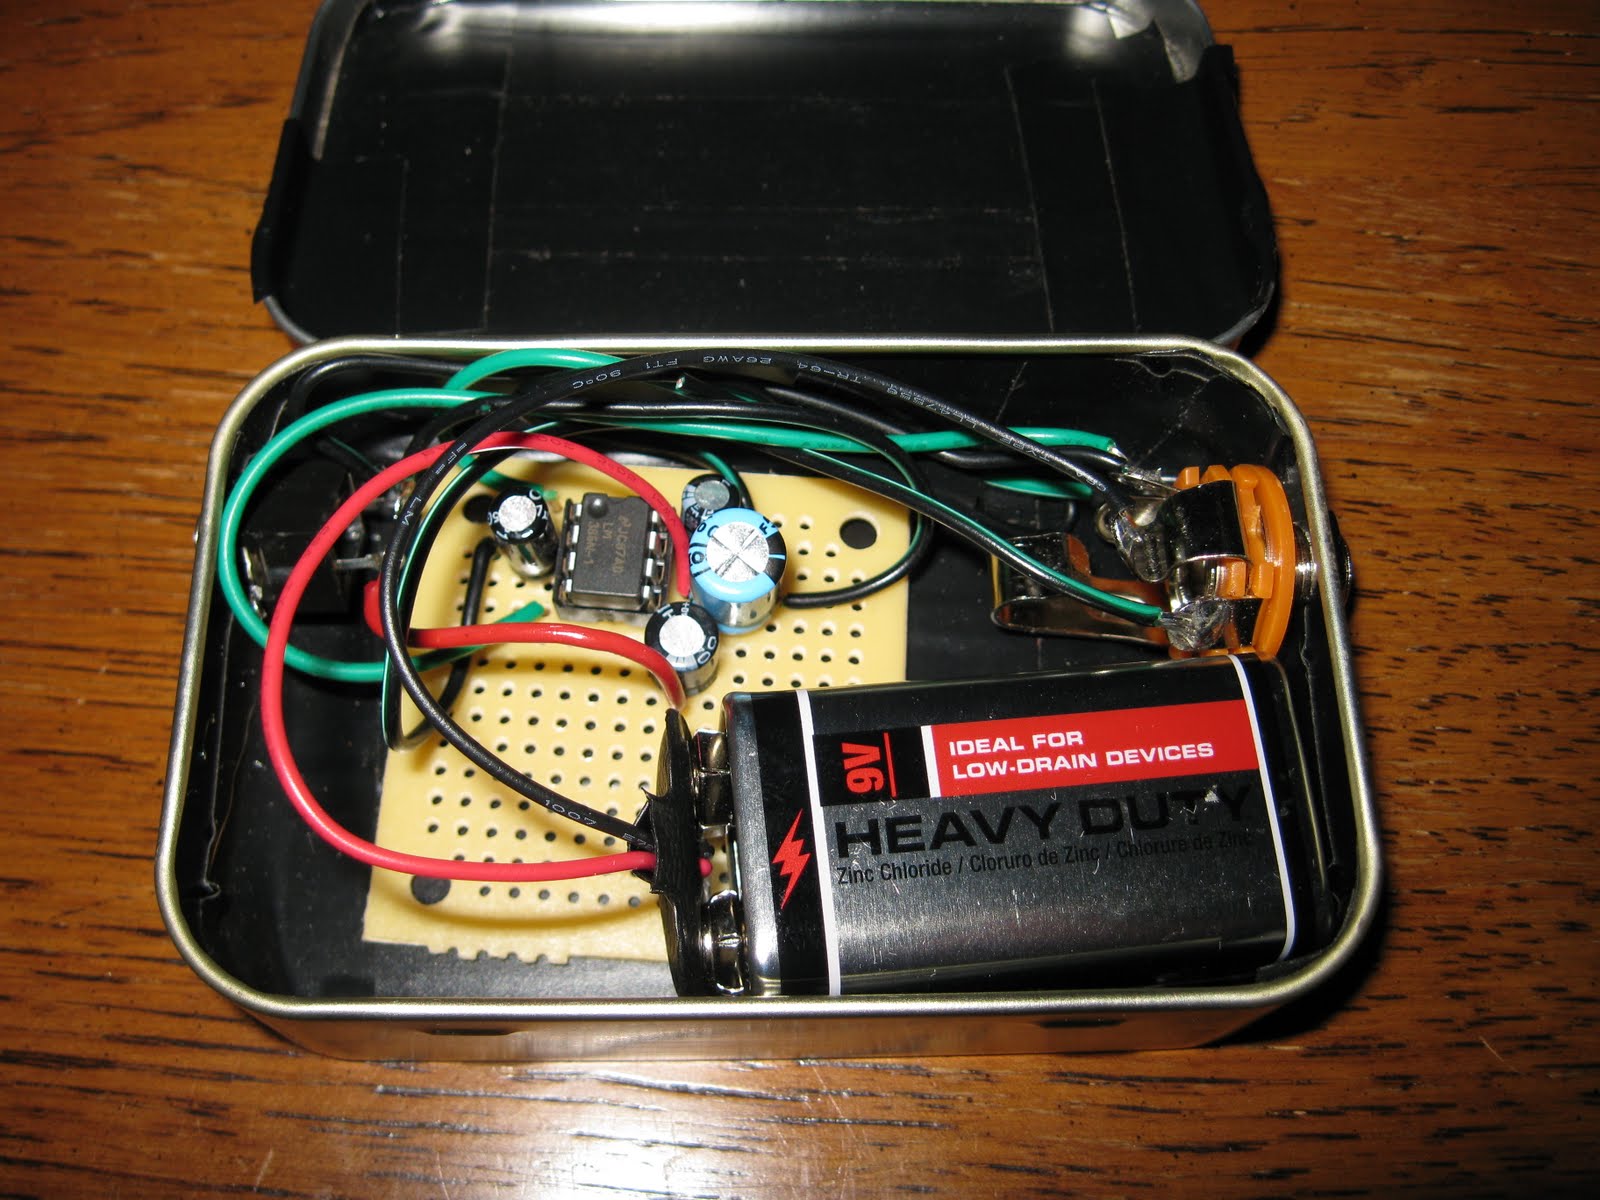 26AWG
FT1
90°C
TR-64
LM
386N-1
9V
IDEAL FOR
LOW-DRAIN DEVICES
HEAVY DUTY
Zinc Chloride / Cloruro de Zinc / Chlorure de Zinc
1007